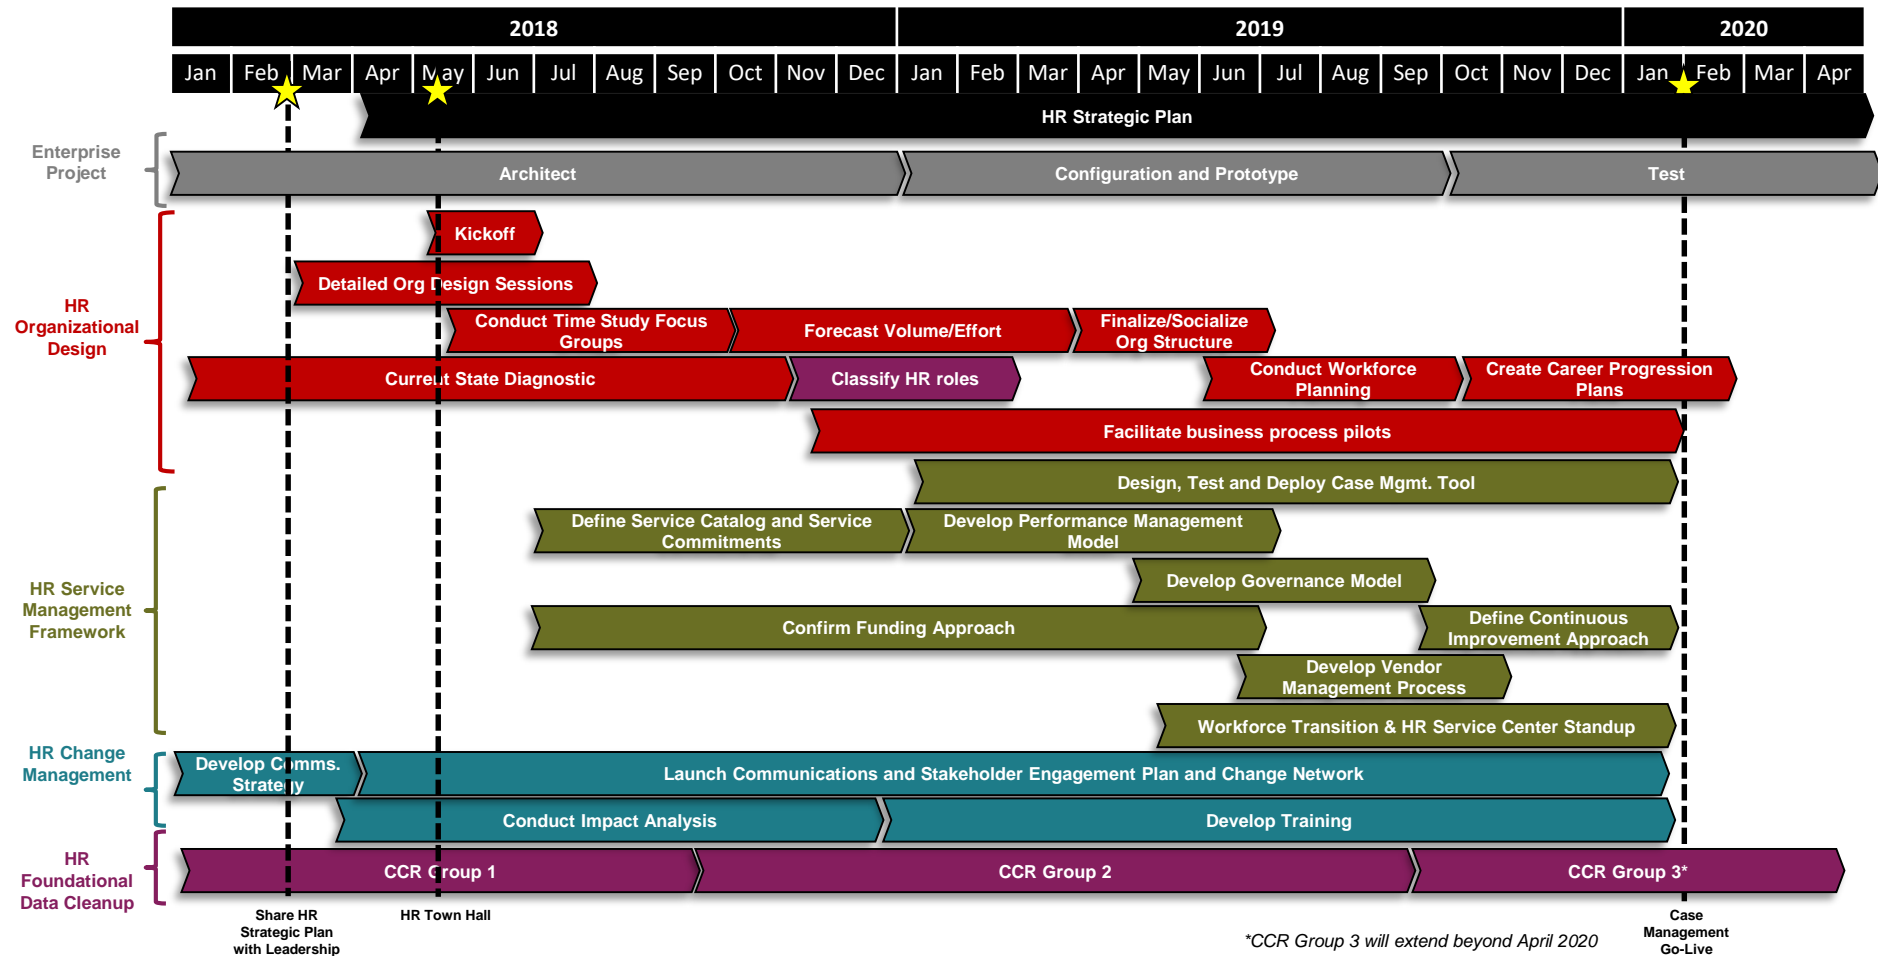 2018 2019 2020
Jan Feb Mar Apr May Jun Jul Aug Sep Oct Nov Dec Jan Feb Mar Apr May Jun Jul Aug Sep Oct Nov Dec Jan Feb Mar Apr
HR Strategic Plan
Enterprise
Project
Architect Configuration and Prototype Test
HR
Organizational
Design
Kickoff
Detailed Org Design Sessions
Conduct Time Study Focus
Groups
Forecast Volume/Effort
Finalize/Socialize
Org Structure
Current State Diagnostic
Classify HR roles
Conduct Workforce
Planning
Create Career Progression
Plans
Facilitate business process pilots
HR Service
Management
Framework
Design, Test and Deploy Case Mgmt. Tool
Define Service Catalog and Service
Commitments
Develop Performance Management
Model
Develop Governance Model
Confirm Funding Approach
Define Continuous
Improvement Approach
Develop Vendor
Management Process
Workforce Transition & HR Service Center Standup
HR Change
Management
Develop Comms.
Strategy
Launch Communications and Stakeholder Engagement Plan and Change Network
Conduct Impact Analysis
Develop Training
HR
Foundational
Data Cleanup
CCR Group 1
CCR Group 2
CCR Group 3*
Share HR
Strategic Plan
with Leadership
HR Town Hall
*CCR Group 3 will extend beyond April 2020
Case
Management
Go-Live